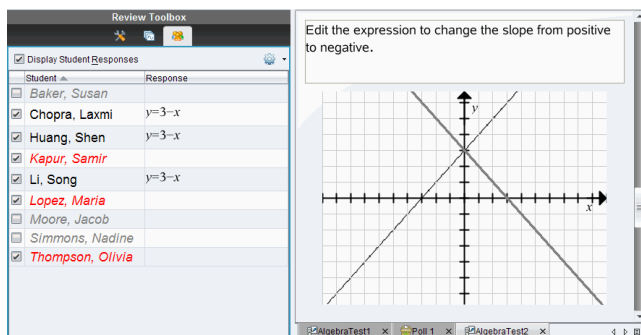 Review Toolbox
Display Student Responses
Student Response
Baker, Susan
Chopra, Laxmi y=3−x
Huang, Shen y=3−x
Kapur, Samir
Li, Song y=3−x
Lopez, Maria
Moore, Jacob
Simmons, Nadine
Thompson, Olivia
Edit the expression to change the slope from positive
to negative.
y
x
AlgebraTest1 × Poll 1 × AlgebraTest2 ×